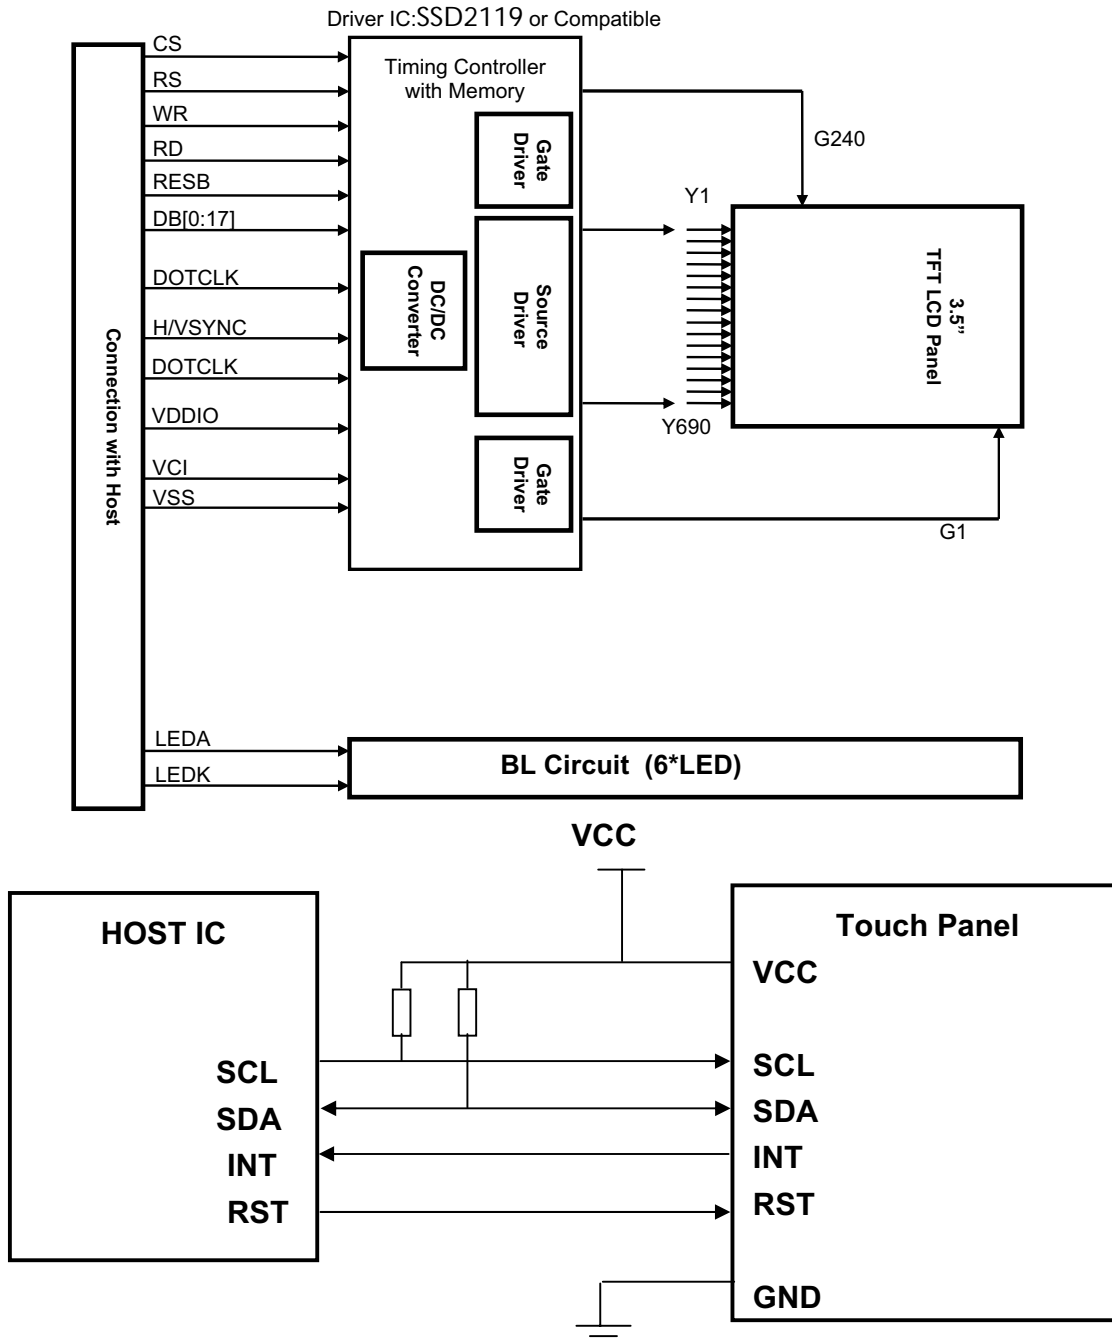 Driver IC:SSD2119 or Compatible
Connection with Host
CS
RS
WR
RD
RESB
DB[0:17]
DOTCLK
H/VSYNC
DOTCLK
VDDIO
VCI
VSS
LEDA
LEDK
Timing Controller
with Memory
Gate
Driver
DC/DC
Converter
Source
Driver
Gate
Driver
G240
Y1
Y690
G1
3.5”
TFT LCD Panel
BL Circuit (6*LED)
VCC
HOST IC
SCL
SDA
INT
RST
Touch Panel
VCC
SCL
SDA
INT
RST
GND